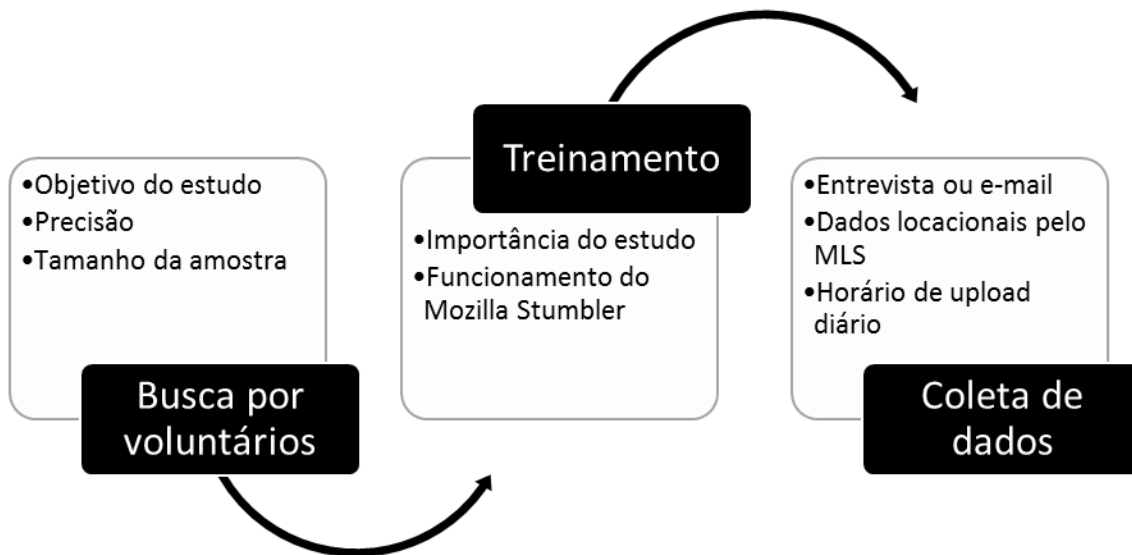 •Objetivo do estudo
•Precisão
•Tamanho da amostra
Busca por
voluntários
Treinamento
•Importância do estudo
•Funcionamento do
Mozilla Stumbler
•Entrevista ou e-mail
•Dados locacionais pelo
MLS
•Horário de upload
diário
Coleta de
dados